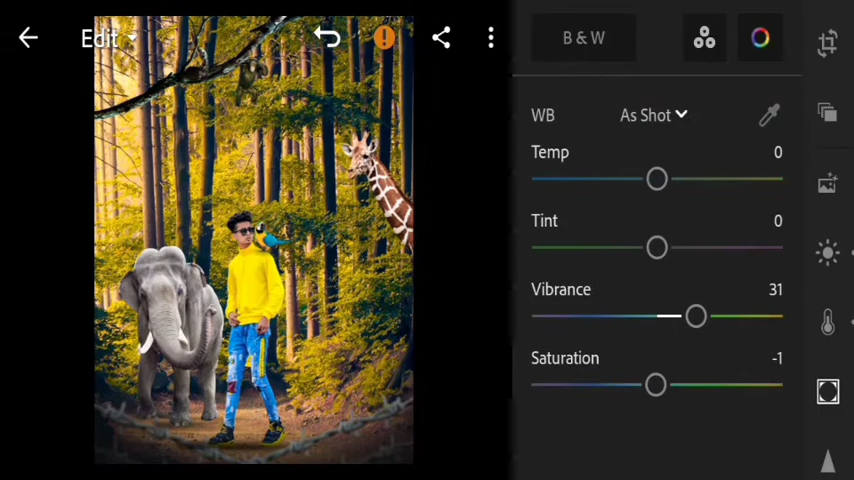 Edit
B & W
WB As Shot
Temp 0
Tint 0
Vibrance 31
Saturation -1